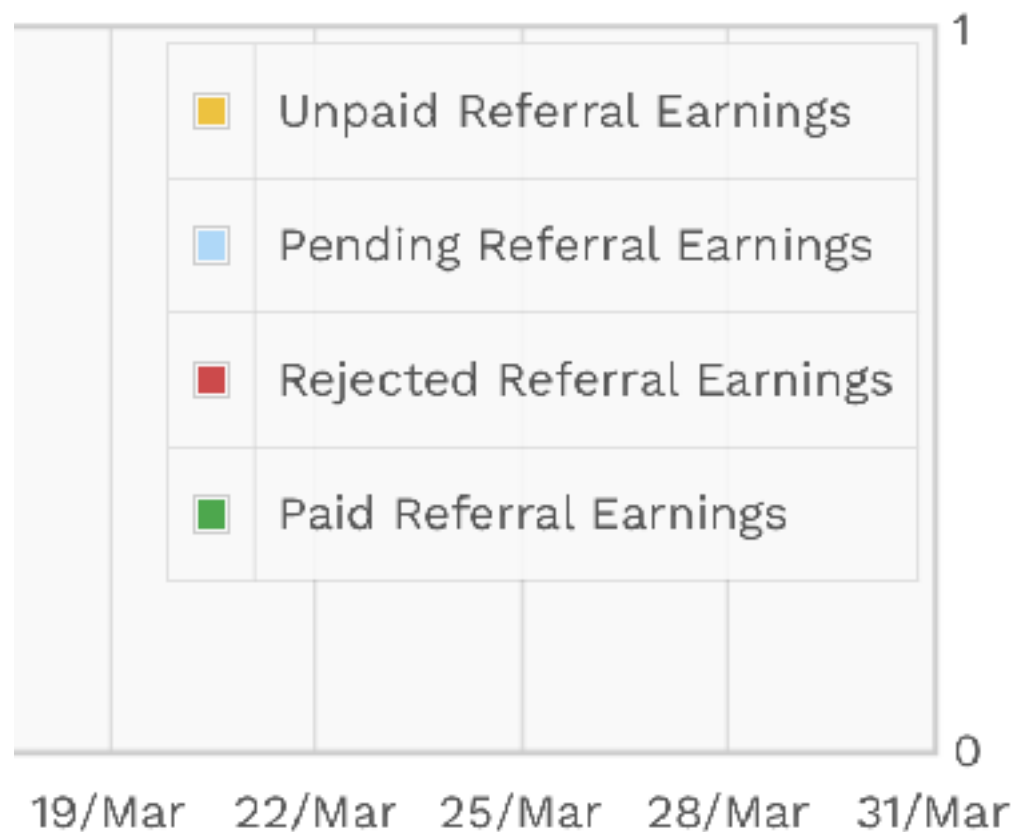 1
Unpaid Referral Earnings
Pending Referral Earnings
Rejected Referral Earnings
Paid Referral Earnings
0
19/Mar 22/Mar 25/Mar 28/Mar 31/Mar